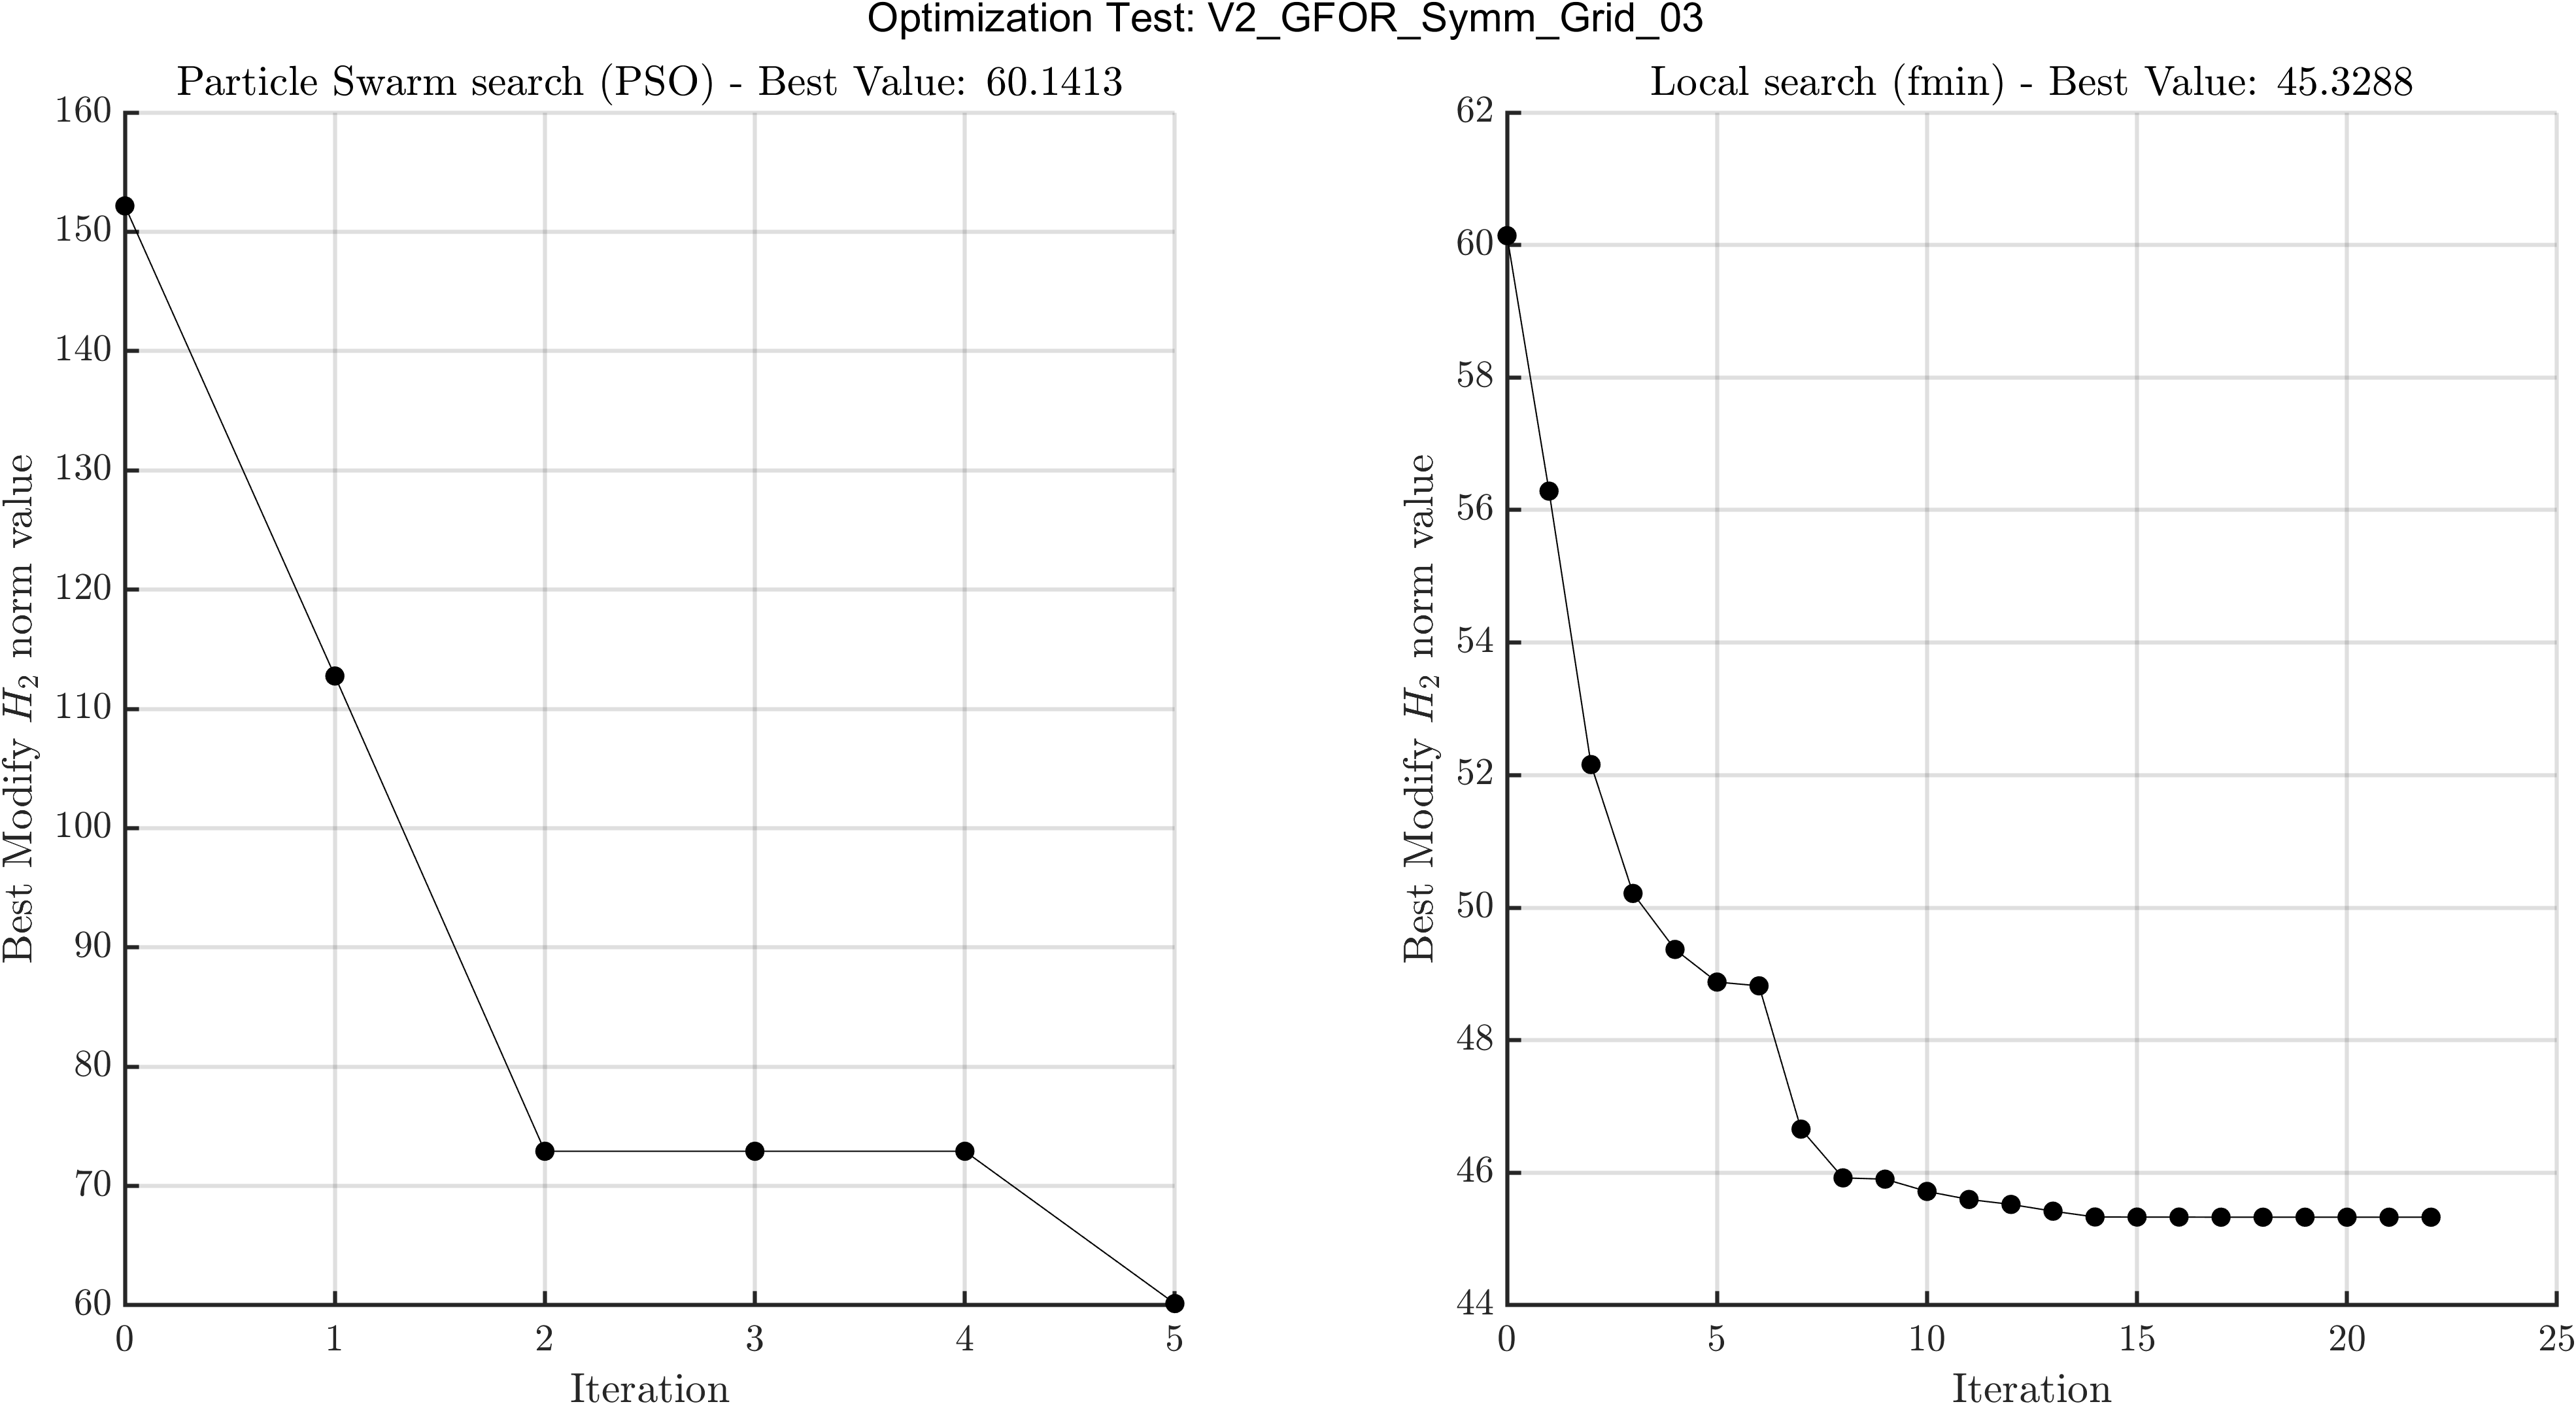 Optimization Test: V2_GFOR_Symm_Grid_03
Particle Swarm search (PSO) - Best Value: 60.1413
160
150
140
130
120
110
100
90
80
70
60
0 1 2 3 4 5
Iteration
Best Modify H2 norm value
Local search (fmin) - Best Value: 45.3288
62
60
58
56
54
52
50
48
46
44
0 5 10 15 20 25
Iteration
Best Modify H2 norm value